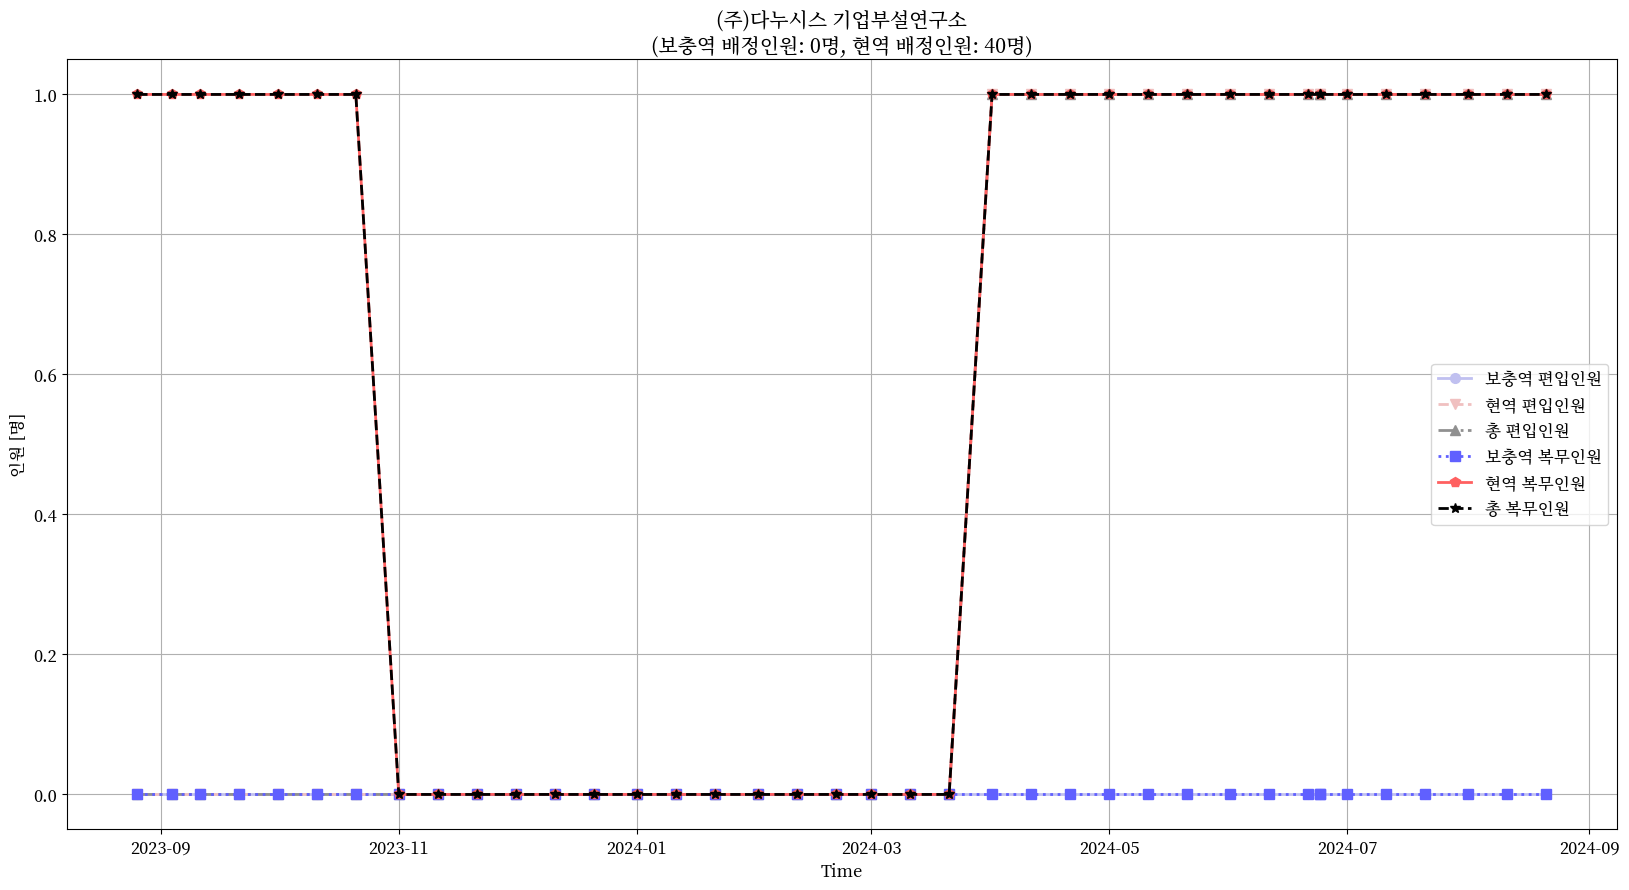 (주)다누시스 기업부설연구소
(보충역 배정인원: 0명, 현역 배정인원: 40명)
1.0
0.8
0.6
0.4
0.2
0.0
인원 [명]
보충역 편입인원
현역 편입인원
총 편입인원
보충역 복무인원
현역 복무인원
총 복무인원
2023-09 2023-11 2024-01 2024-03 2024-05 2024-07 2024-09
Time